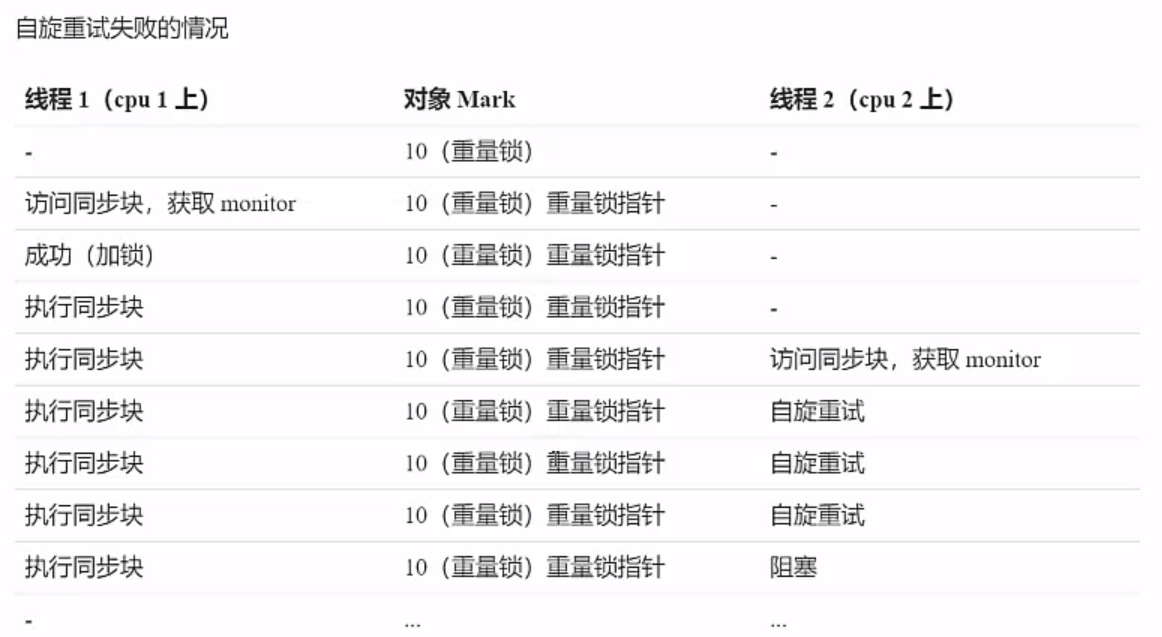 自旋重试失败的情况
线程 1（cpu 1 上） 对象 Mark 线程 2（cpu 2 上）
- 10（重量锁） -
访问同步块，获取 monitor 10（重量锁）重量锁指针 -
成功（加锁） 10（重量锁）重量锁指针 -
执行同步块 10（重量锁）重量锁指针 -
执行同步块 10（重量锁）重量锁指针 访问同步块，获取 monitor
执行同步块 10（重量锁）重量锁指针 自旋重试
执行同步块 10（重量锁）重量锁指针 自旋重试
执行同步块 10（重量锁）重量锁指针 自旋重试
执行同步块 10（重量锁）重量锁指针 阻塞
- ... ...